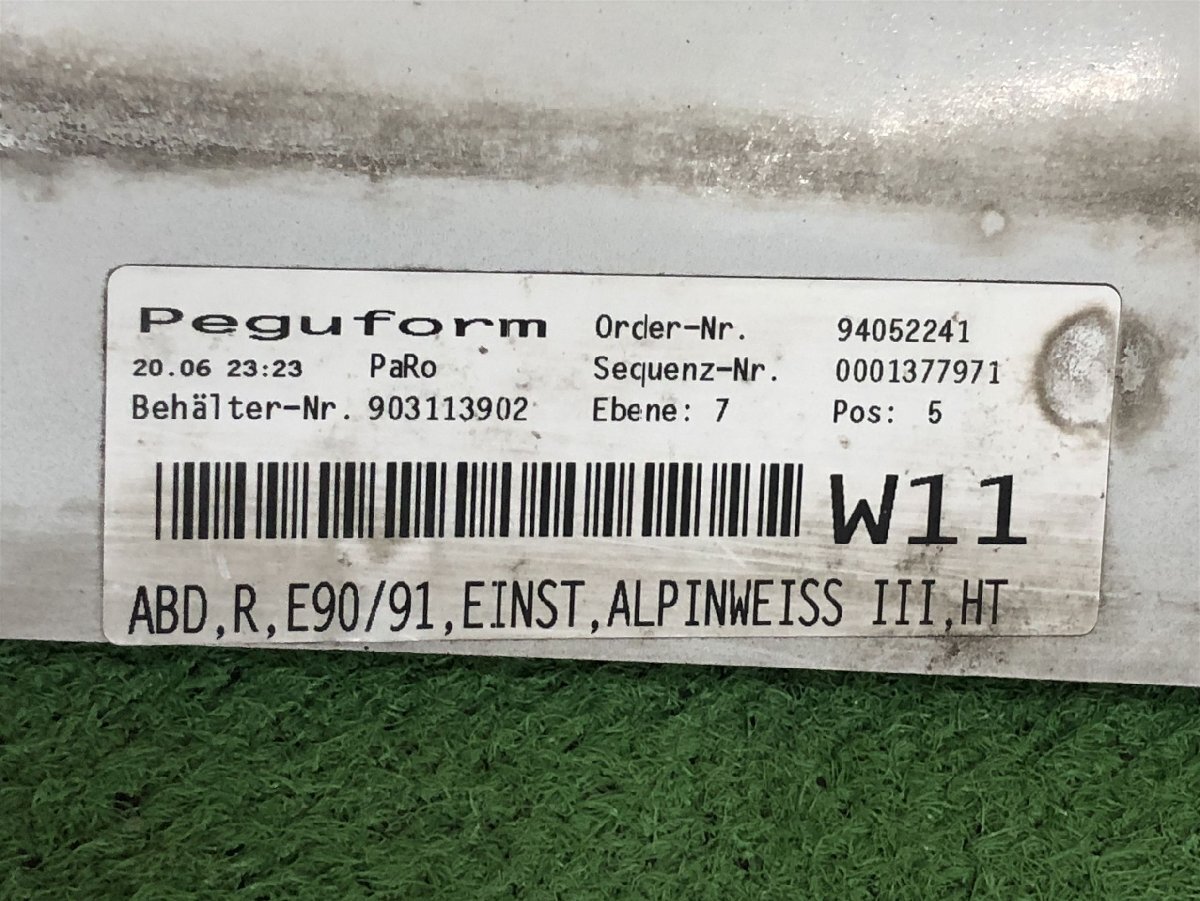 Peguform Order-Nr. 94052241
20.06 23:23 PaRo Sequenz-Nr. 0001377971
Behälter-Nr. 903113902 Ebene: 7 Pos: 5
W11
ABD,R,E90/91,EINST,ALPINWEISS III,HT